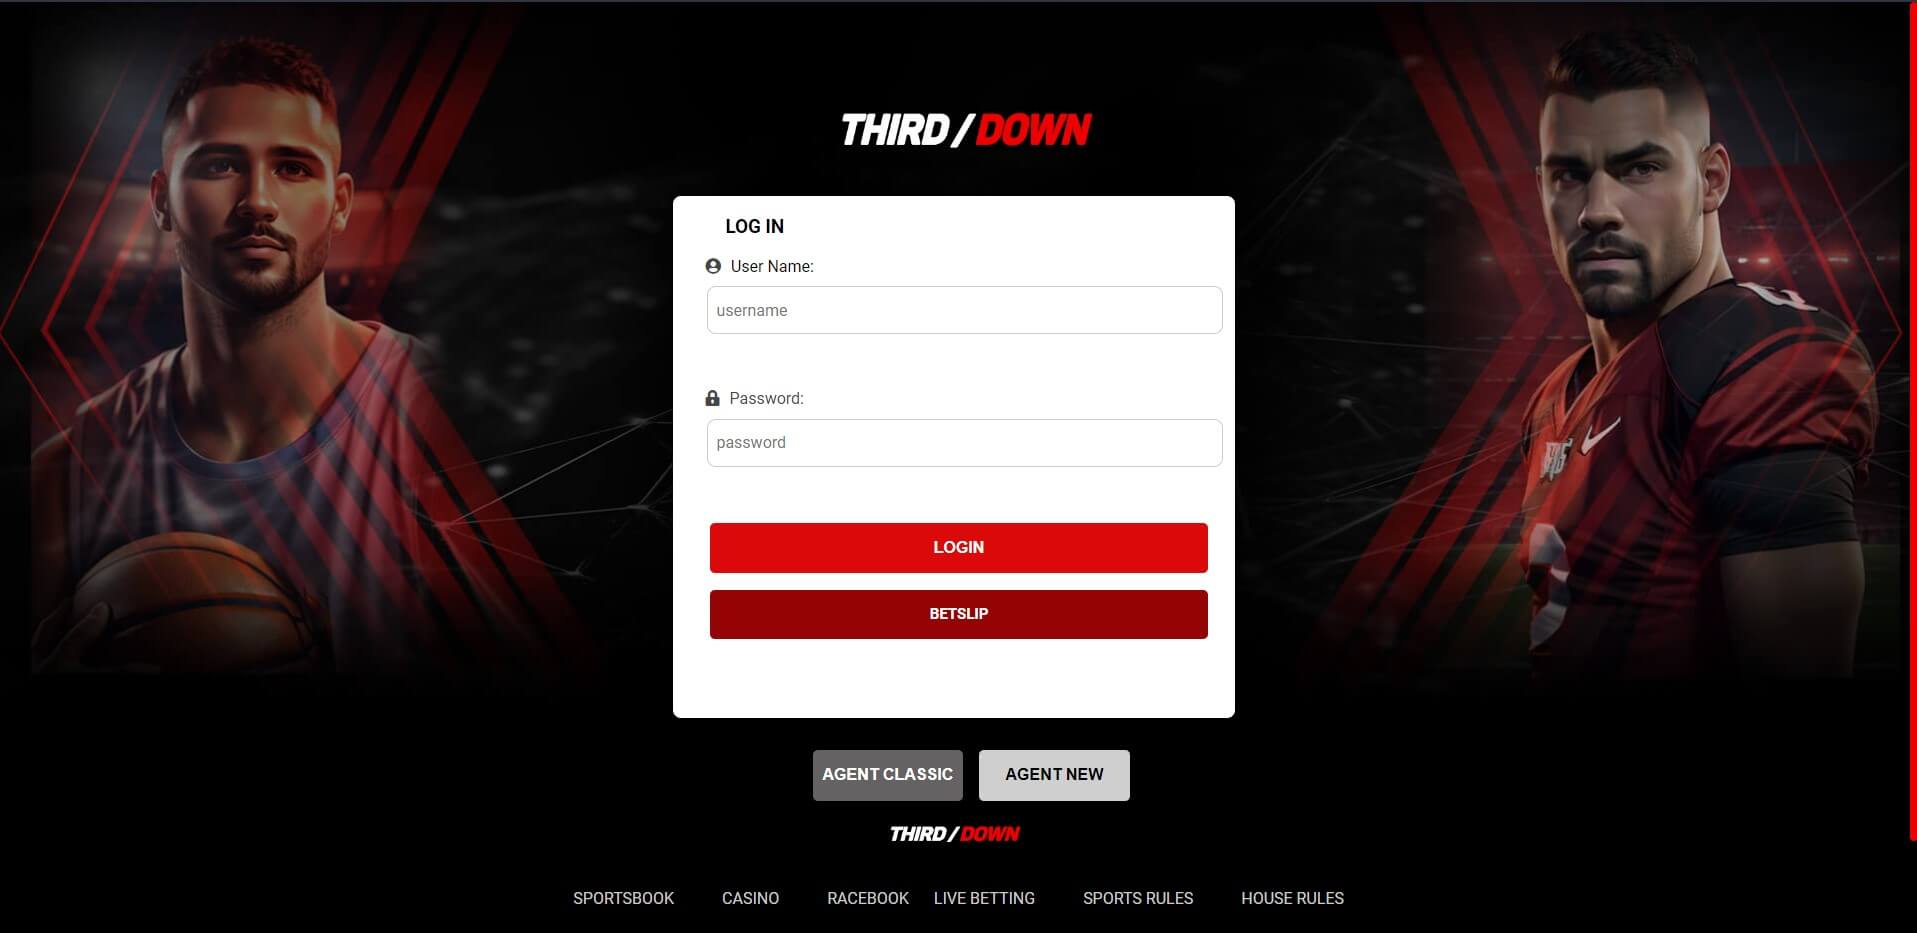 THIRD / DOWN
LOG IN
User Name:
username
Password:
password
LOGIN
BETSLIP
AGENT CLASSIC
AGENT NEW
THIRD / DOWN
SPORTSBOOK CASINO RACEBOOK LIVE BETTING SPORTS RULES HOUSE RULES